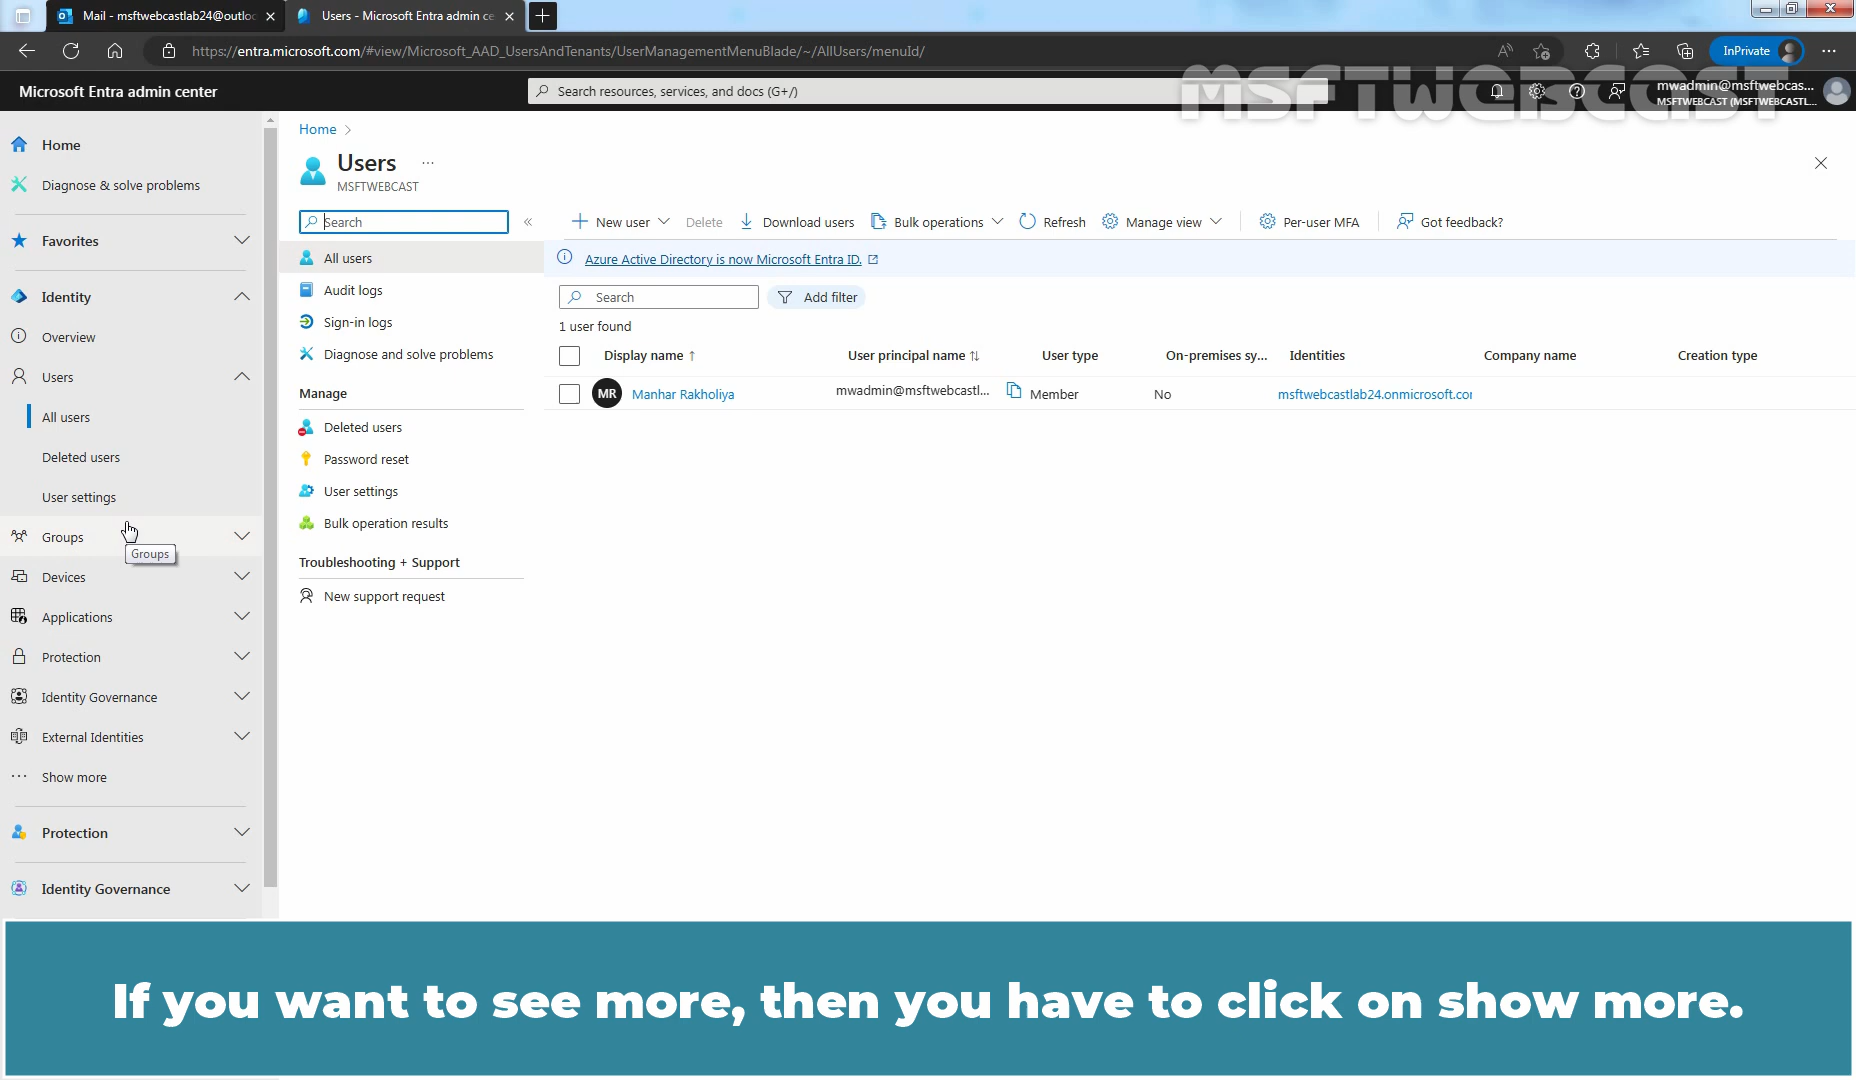 Mail - msftwebcastlab24@outloo
Users - Microsoft Entra admin ce
https://entra.microsoft.com/#view/Microsoft_AAD_UsersAndTenants/UserManagementMenuBlade/~/AllUsers/menuId/
InPrivate
MSFTWEBCAST
Microsoft Entra admin center
Search resources, services, and docs (G+/)
mwadmin@msftwebcas...
MSFTWEBCAST (MSFTWEBCASTL...
Home
Diagnose & solve problems
Favorites
Identity
Overview
Users
All users
Deleted users
User settings
Groups
Groups
Devices
Applications
Protection
Identity Governance
External Identities
Show more
Protection
Identity Governance
Home
Users
MSFTWEBCAST
Search
All users
Audit logs
Sign-in logs
Diagnose and solve problems
Manage
Deleted users
Password reset
User settings
Bulk operation results
Troubleshooting + Support
New support request
New user Delete Download users Bulk operations Refresh Manage view Per-user MFA Got feedback?
Azure Active Directory is now Microsoft Entra ID.
Search Add filter
1 user found
Display name User principal name User type On-premises sy... Identities Company name Creation type
MR Manhar Rakholiya mwadmin@msftwebcastl... Member No msftwebcastlab24.onmicrosoft.com
If you want to see more, then you have to click on show more.